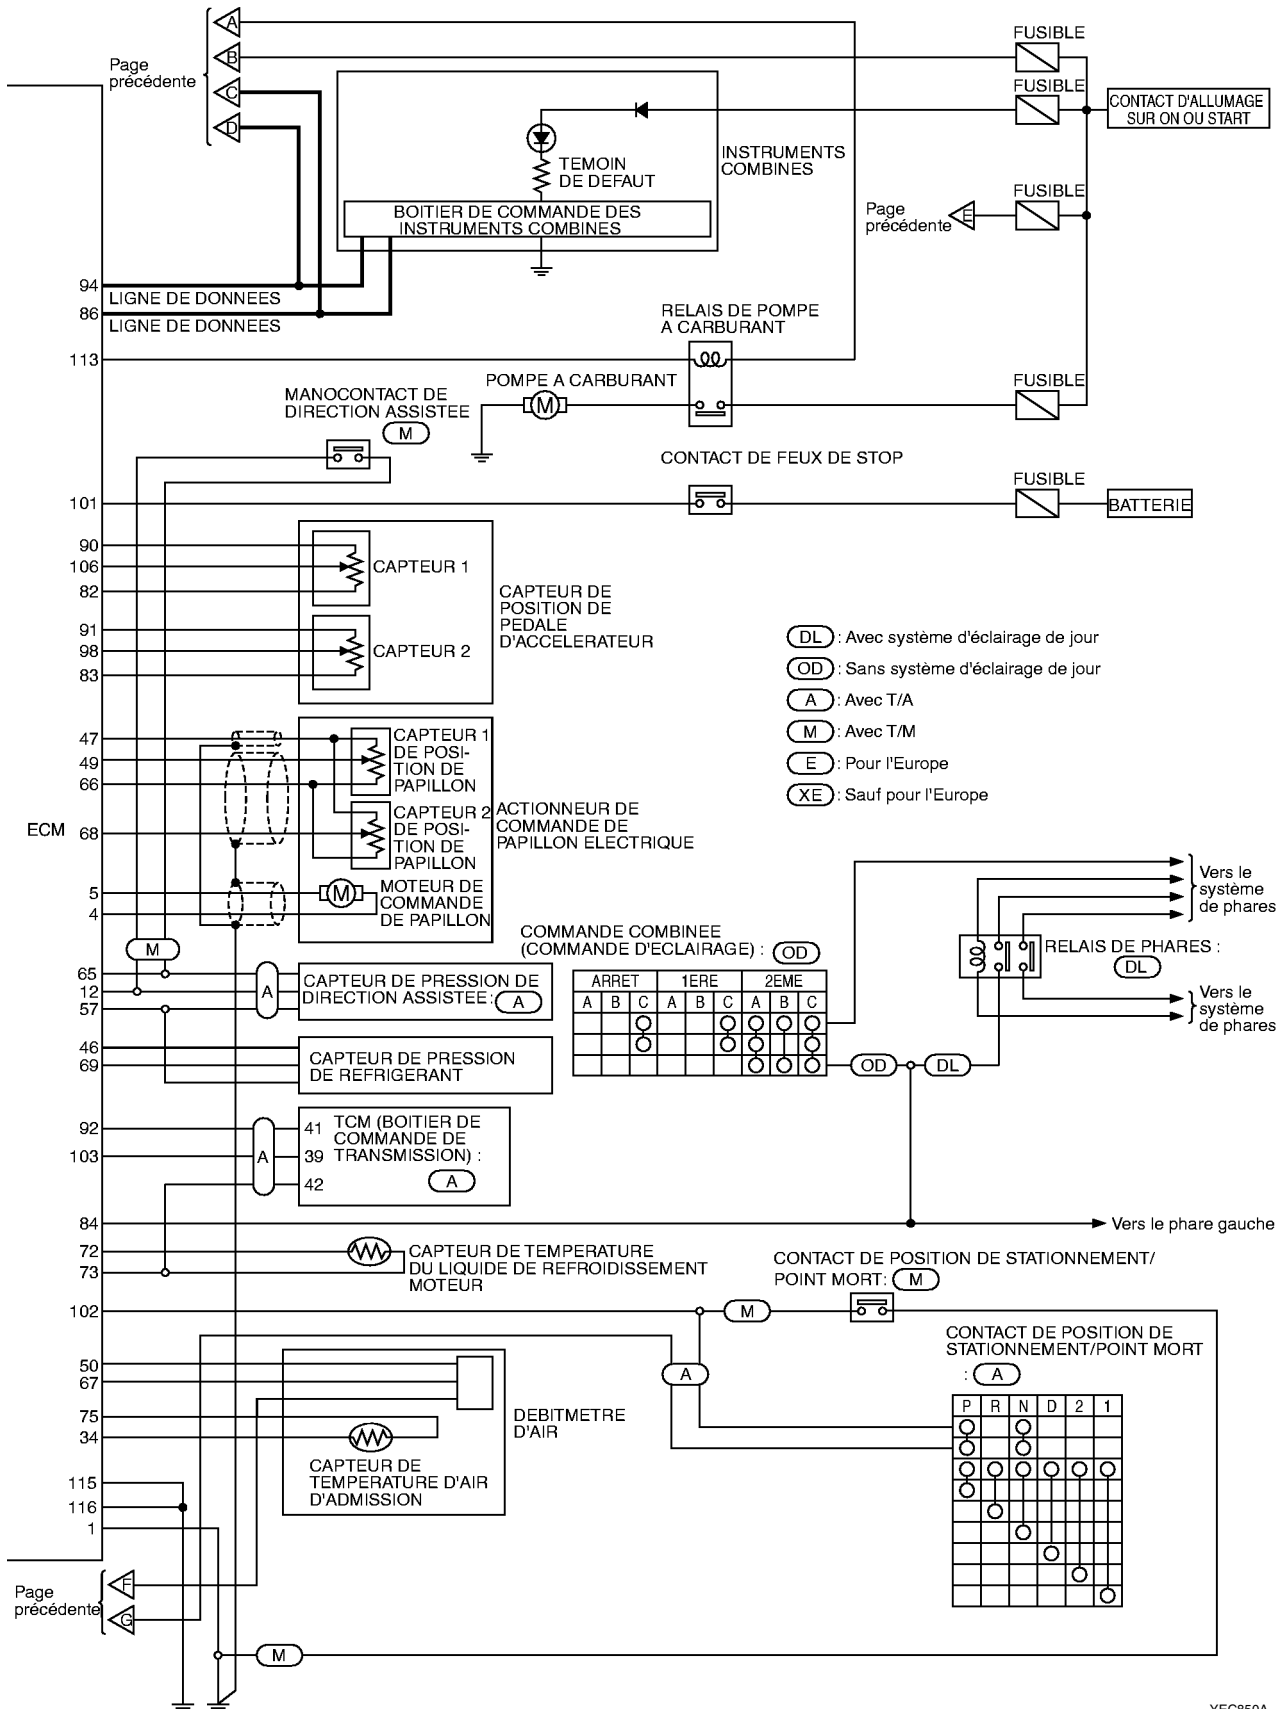 A
B
C
D
Page
précédente
FUSIBLE
FUSIBLE
CONTACT D'ALLUMAGE
SUR ON OU START
INSTRUMENTS
COMBINES
TEMOIN
DE DEFAUT
BOITIER DE COMMANDE DES
INSTRUMENTS COMBINES
FUSIBLE
Page
précédente
E
94
LIGNE DE DONNEES
86
LIGNE DE DONNEES
RELAIS DE POMPE
A CARBURANT
113
POMPE A CARBURANT
M
FUSIBLE
MANOCONTACT DE
DIRECTION ASSISTEE
M
CONTACT DE FEUX DE STOP
FUSIBLE
101
BATTERIE
90
106
82
CAPTEUR 1
91
98
83
CAPTEUR 2
CAPTEUR DE
POSITION DE
PEDALE
D'ACCELERATEUR
DL : Avec système d'éclairage de jour
OD : Sans système d'éclairage de jour
A : Avec T/A
M : Avec T/M
E : Pour l'Europe
XE : Sauf pour l'Europe
47
49
66
CAPTEUR 1
DE POSI-
TION DE
PAPILLON
ECM
68
CAPTEUR 2
DE POSI-
TION DE
PAPILLON
ACTIONNEUR DE
COMMANDE DE
PAPILLON ELECTRIQUE
5
4
M
MOTEUR DE
COMMANDE
DE PAPILLON
Vers le
système
de phares
COMMANDE COMBINEE
(COMMANDE D'ECLAIRAGE) : OD
RELAIS DE PHARES :
DL
Vers le
système
de phares
M
65
12
57
A
CAPTEUR DE PRESSION DE
DIRECTION ASSISTEE: A
ARRET 1ERE 2EME
A B C A B C A B C
46
69
CAPTEUR DE PRESSION
DE REFRIGERANT
OD
DL
92
103
A
41
39
42
TCM (BOITIER DE
COMMANDE DE
TRANSMISSION) :
A
84
Vers le phare gauche
72
73
CAPTEUR DE TEMPERATURE
DU LIQUIDE DE REFROIDISSEMENT
MOTEUR
CONTACT DE POSITION DE STATIONNEMENT/
POINT MORT: M
102
M
CONTACT DE POSITION DE
STATIONNEMENT/POINT MORT
: A
A
P R N D 2 1
50
67
75
34
DEBITMETRE
D'AIR
CAPTEUR DE
TEMPERATURE D'AIR
D'ADMISSION
115
116
1
Page
précédente
F
G
M
YEC850A